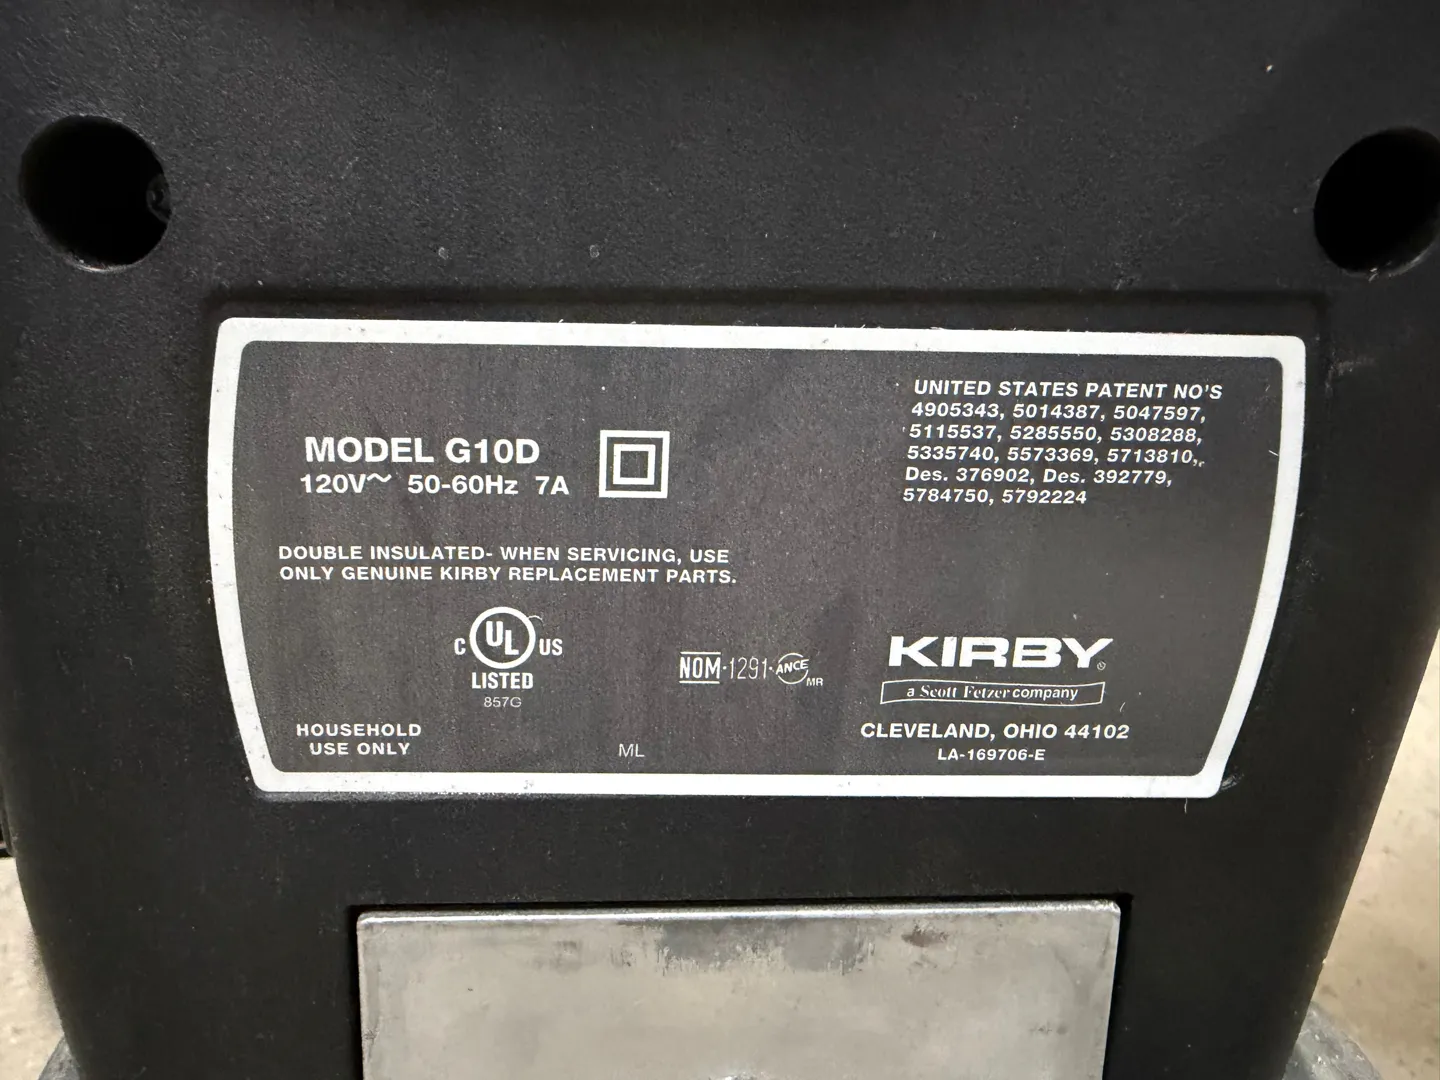 MODEL G10D
120V~ 50-60Hz 7A
UNITED STATES PATENT NO'S
4905343, 5014387, 5047597,
5115537, 5285550, 5308288,
5335740, 5573369, 5713810,
Des. 376902, Des. 392779,
5784750, 5792224
DOUBLE INSULATED- WHEN SERVICING, USE
ONLY GENUINE KIRBY REPLACEMENT PARTS.
C UL US
LISTED
857G
NOM-1291-ANCE MR
KIRBY®
a Scott Fetzer company
CLEVELAND, OHIO 44102
LA-169706-E
HOUSEHOLD
USE ONLY
ML